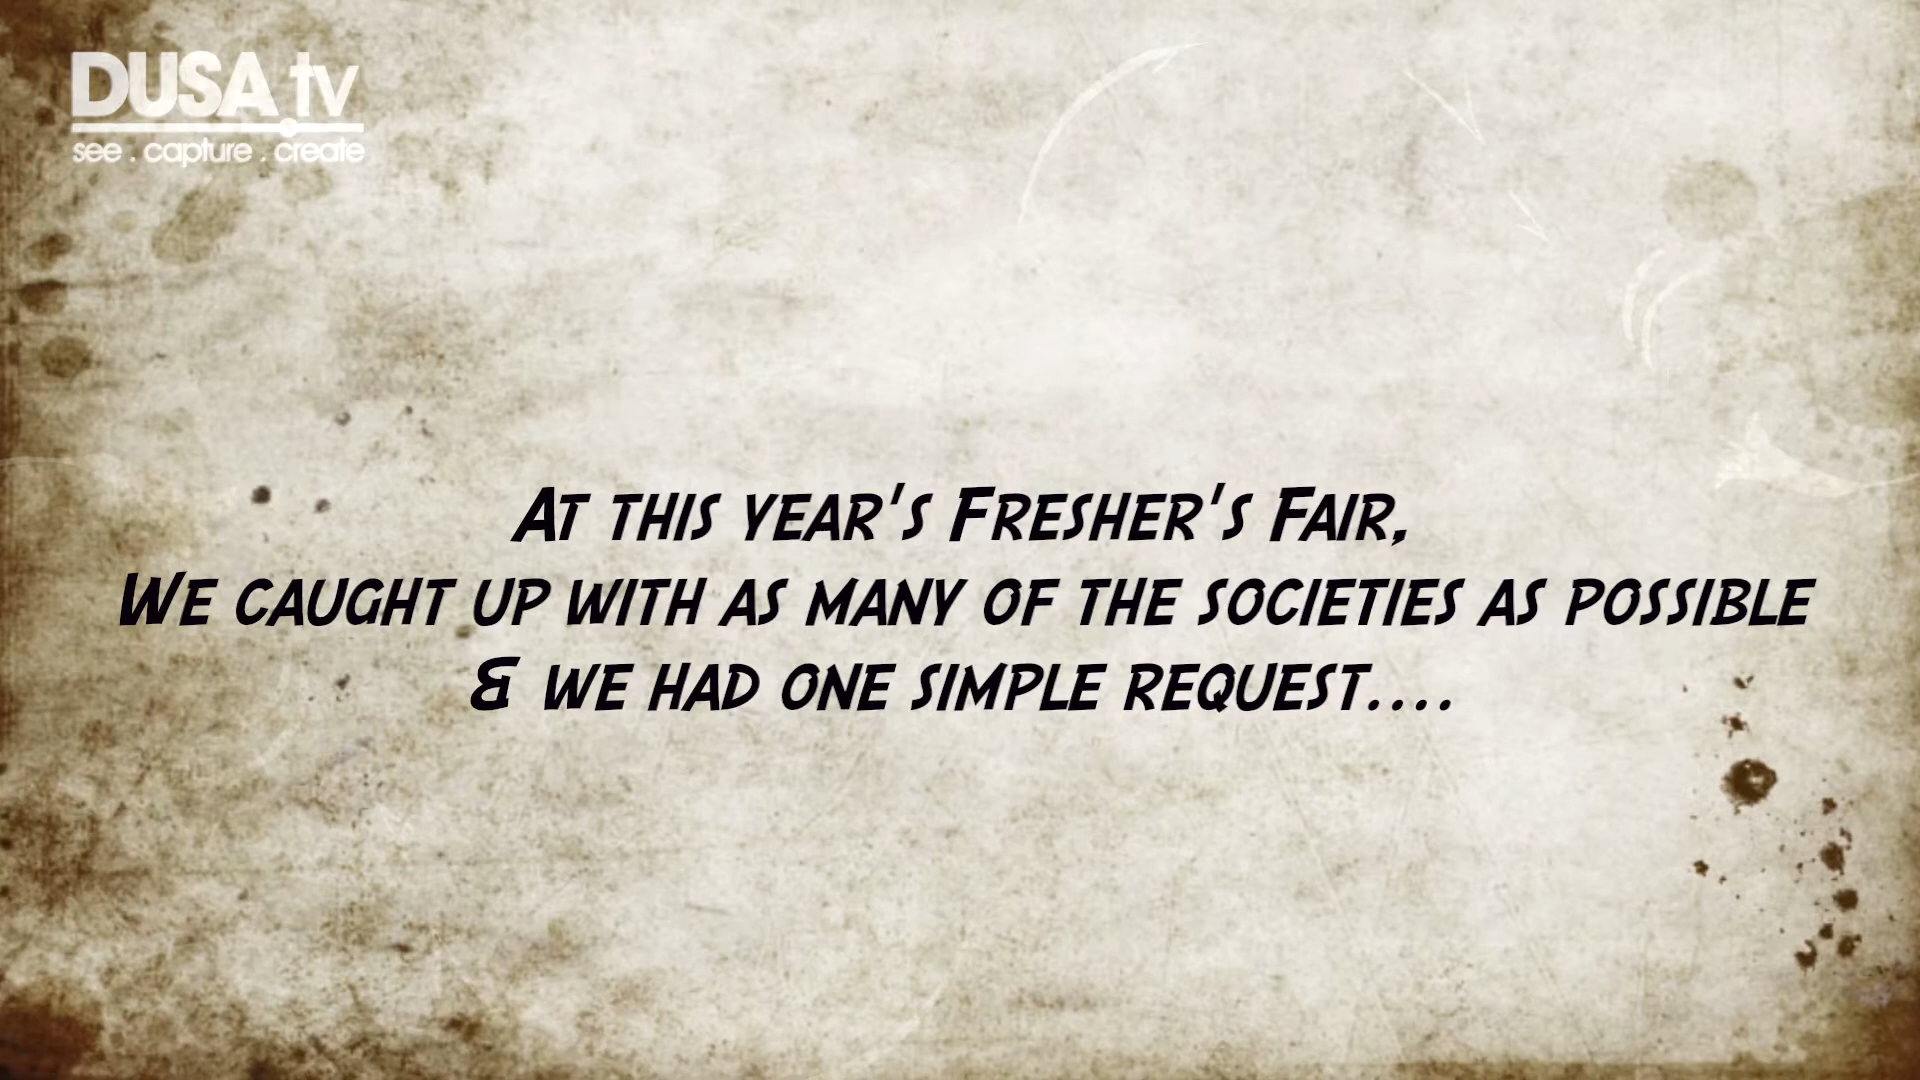 DUSA.tv
see . capture . create
At this year's Fresher's Fair,
We caught up with as many of the societies as possible
& we had one simple request....